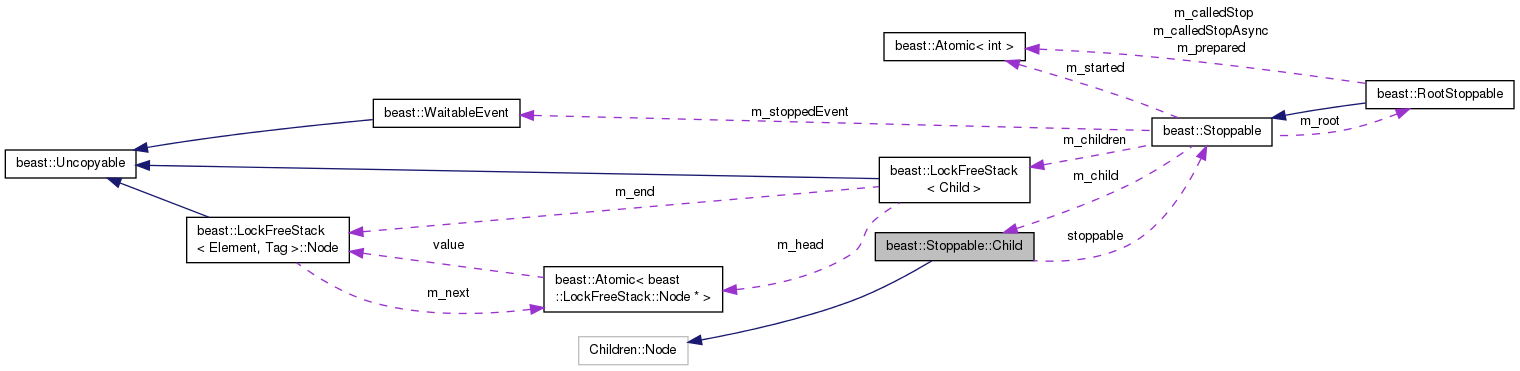 m_calledStop
m_calledStopAsync
m_prepared
beast::Atomic< int >
m_started
beast::RootStoppable
beast::WaitableEvent
m_stoppedEvent
m_root
beast::Stoppable
m_children
beast::Uncopyable
beast::LockFreeStack
< Child >
m_child
m_end
beast::LockFreeStack
< Element, Tag >::Node
value
m_head
beast::Stoppable::Child
stoppable
beast::Atomic< beast
::LockFreeStack::Node * >
m_next
Children::Node